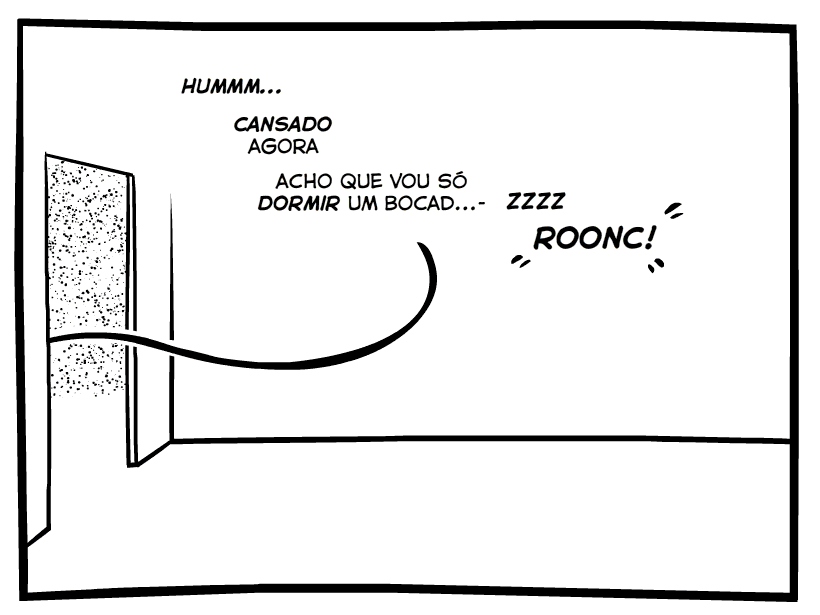 HUMMM...
CANSADO
AGORA
ACHO QUE VOU SÓ
DORMIR UM BOCAD...-
ZZZZ
ROONC!